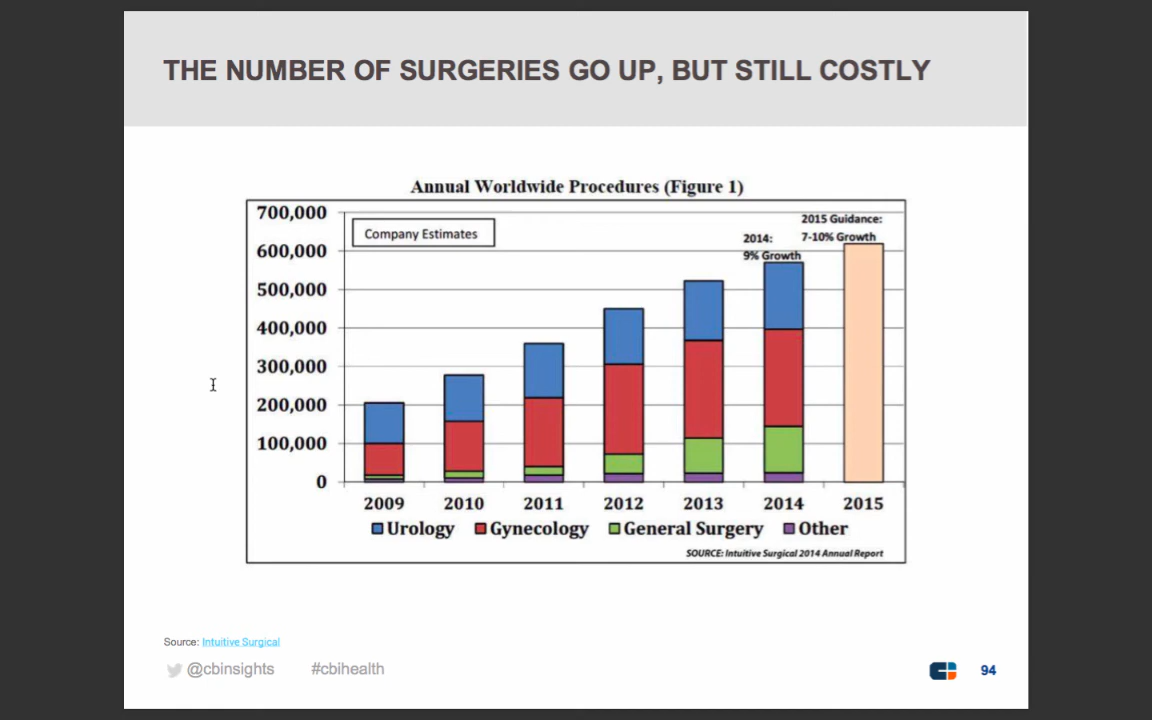 THE NUMBER OF SURGERIES GO UP, BUT STILL COSTLY
Annual Worldwide Procedures (Figure 1)
Company Estimates
700,000
600,000
500,000
400,000
300,000
200,000
100,000
0
2014:
9% Growth
2015 Guidance:
7-10% Growth
2009 2010 2011 2012 2013 2014 2015
Urology Gynecology General Surgery Other
SOURCE: Intuitive Surgical 2014 Annual Report
Source: Intuitive Surgical
@cbinsights #cbihealth
94